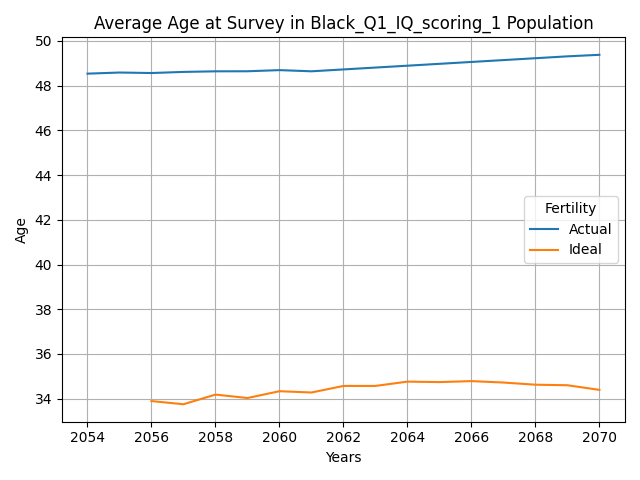 Average Age at Survey in Black_Q1_IQ_scoring_1 Population
50
48
46
44
42
40
38
36
34
Age
Fertility
Actual
Ideal
2054 2056 2058 2060 2062 2064 2066 2068 2070
Years